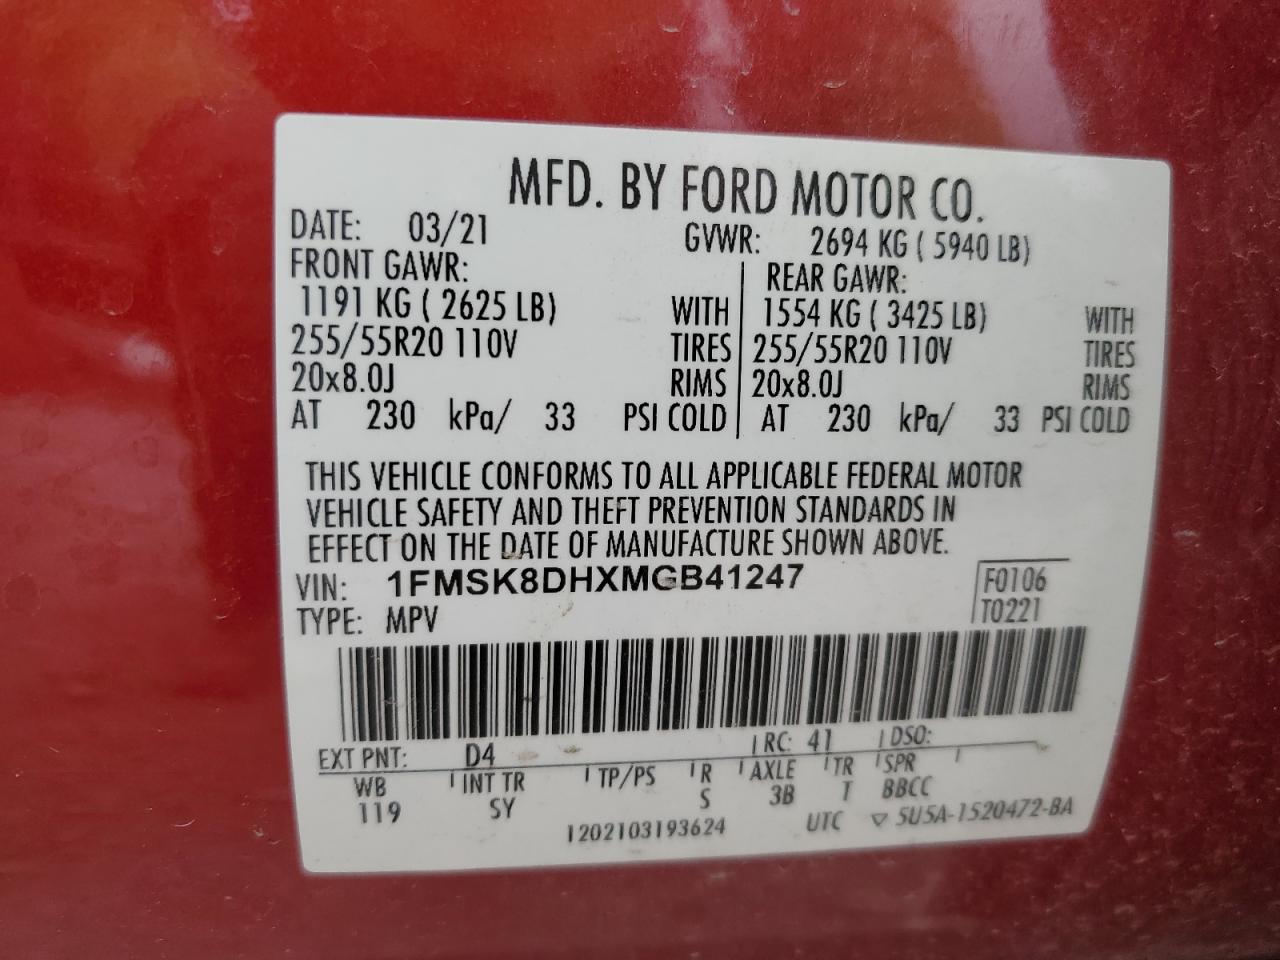 MFD. BY FORD MOTOR CO.
DATE: 03/21 GVWR: 2694 KG ( 5940 LB)
FRONT GAWR: REAR GAWR:
1191 KG ( 2625 LB) WITH 1554 KG ( 3425 LB) WITH
255/55R20 110V TIRES 255/55R20 110V TIRES
20x8.0J RIMS 20x8.0J RIMS
AT 230 kPa/ 33 PSI COLD AT 230 kPa/ 33 PSI COLD
THIS VEHICLE CONFORMS TO ALL APPLICABLE FEDERAL MOTOR
VEHICLE SAFETY AND THEFT PREVENTION STANDARDS IN
EFFECT ON THE DATE OF MANUFACTURE SHOWN ABOVE.
VIN: 1FMSK8DHXMGB41247 F0106
TYPE: MPV T0221
EXT PNT: D4 RC: 41 DSO:
WB INT TR TP/PS R AXLE TR SPR
119 SY S 3B T BBCC
1202103193624 UTC ▽ 5U5A-1520472-BA